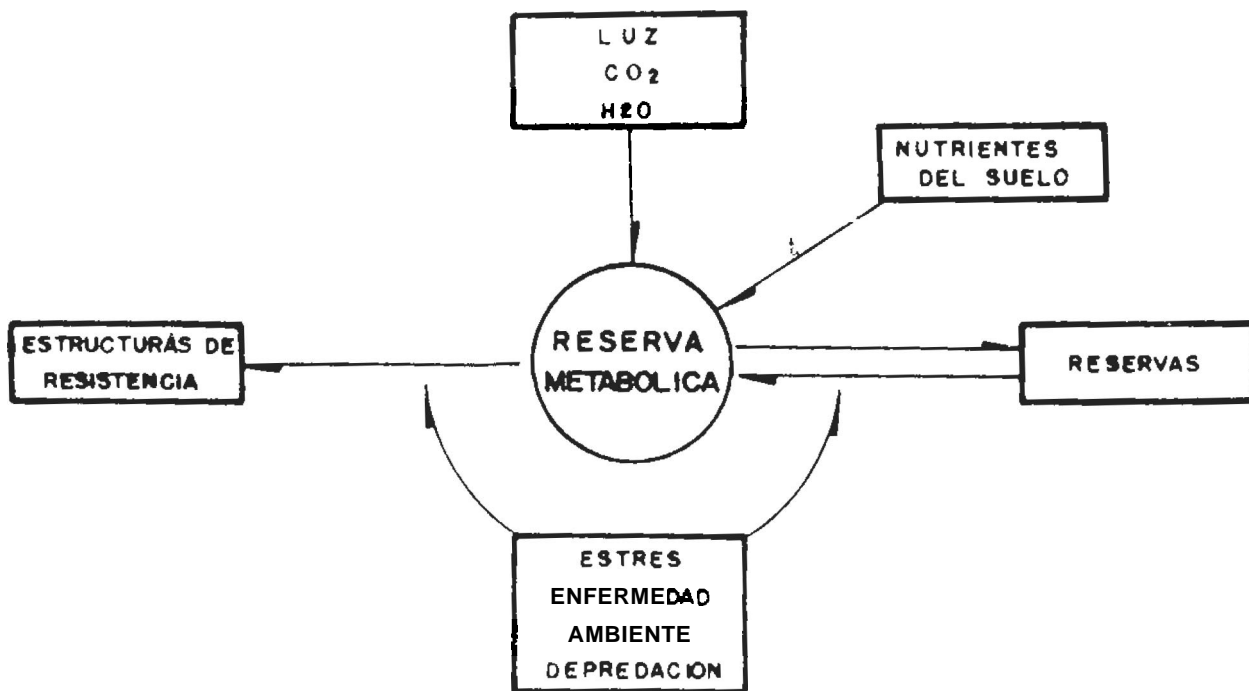 LUZ
CO2
H2O
NUTRIENTES
DEL SUELO
ESTRUCTURAS DE
RESISTENCIA
RESERVA
METABOLICA
RESERVAS
ESTRES
ENFERMEDAD
AMBIENTE
DEPREDACION